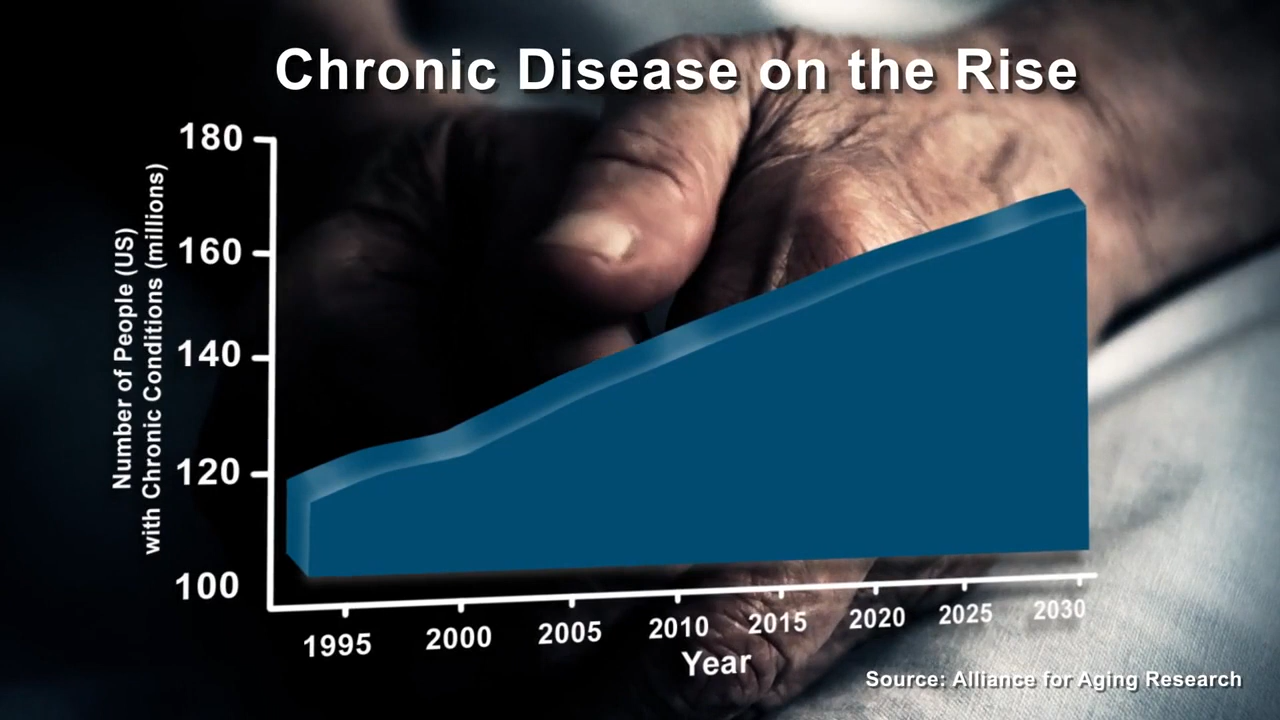 Chronic Disease on the Rise
180
160
140
120
100
Number of People (US)
with Chronic Conditions (millions)
1995 2000 2005 2010 2015 2020 2025 2030
Year
Source: Alliance for Aging Research